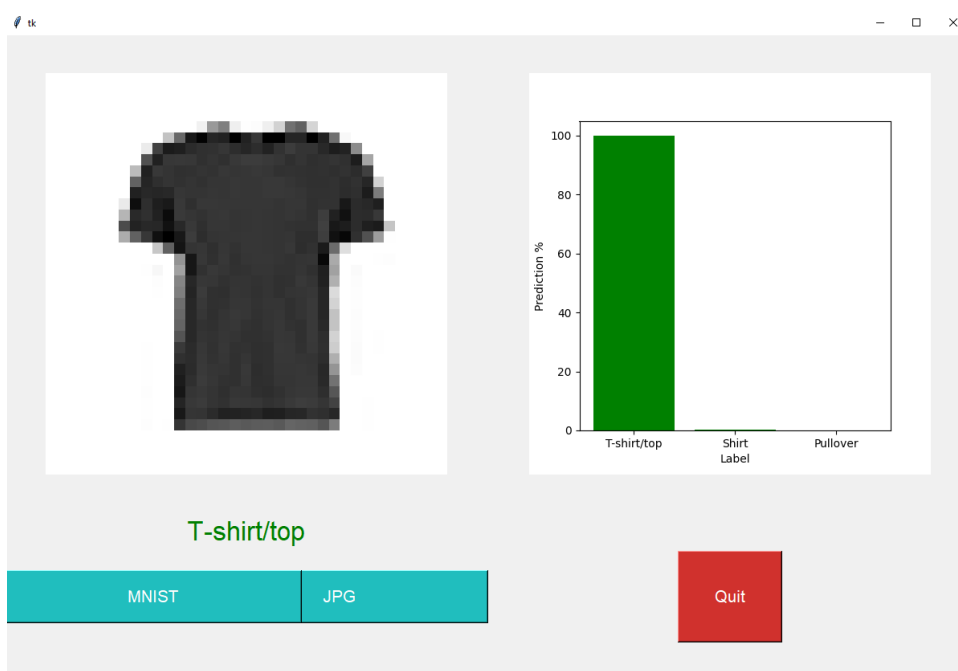 tk
100
80
60
40
20
0
Prediction %
T-shirt/top Shirt Pullover
Label
T-shirt/top
MNIST JPG
Quit